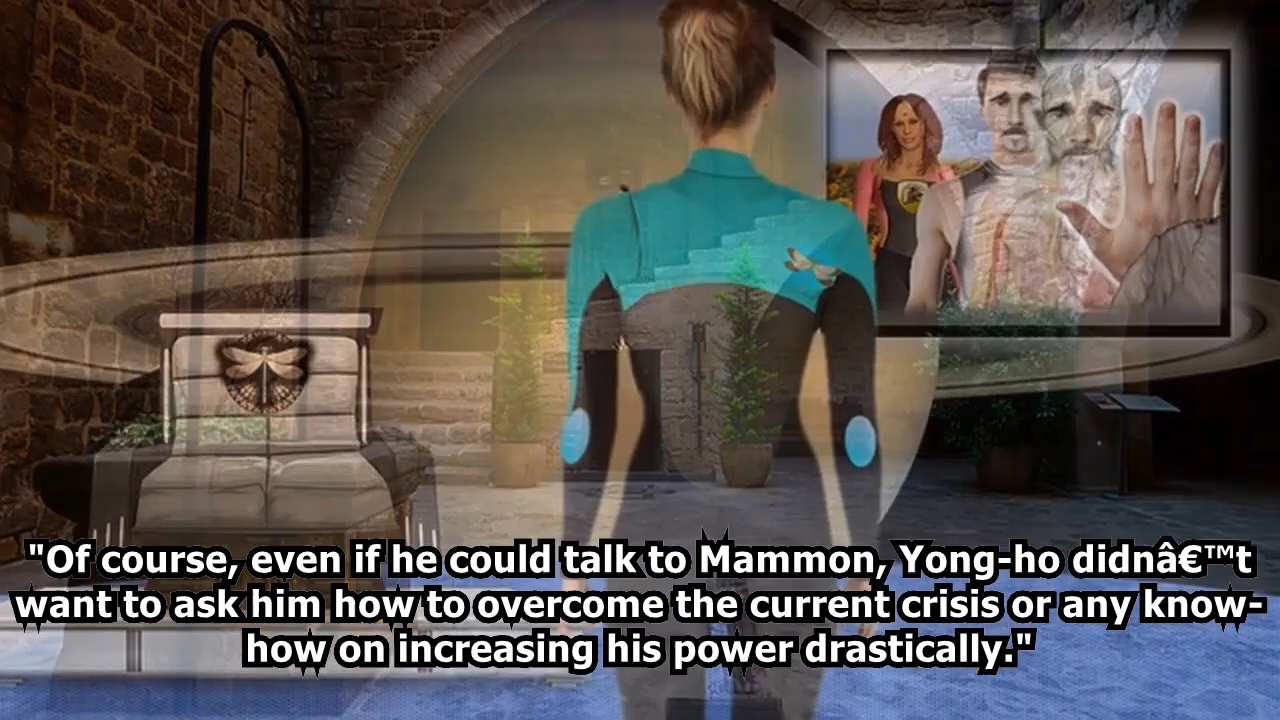 "Of course, even if he could talk to Mammon, Yong-ho didnâ€™t
want to ask him how to overcome the current crisis or any know-
how on increasing his power drastically."